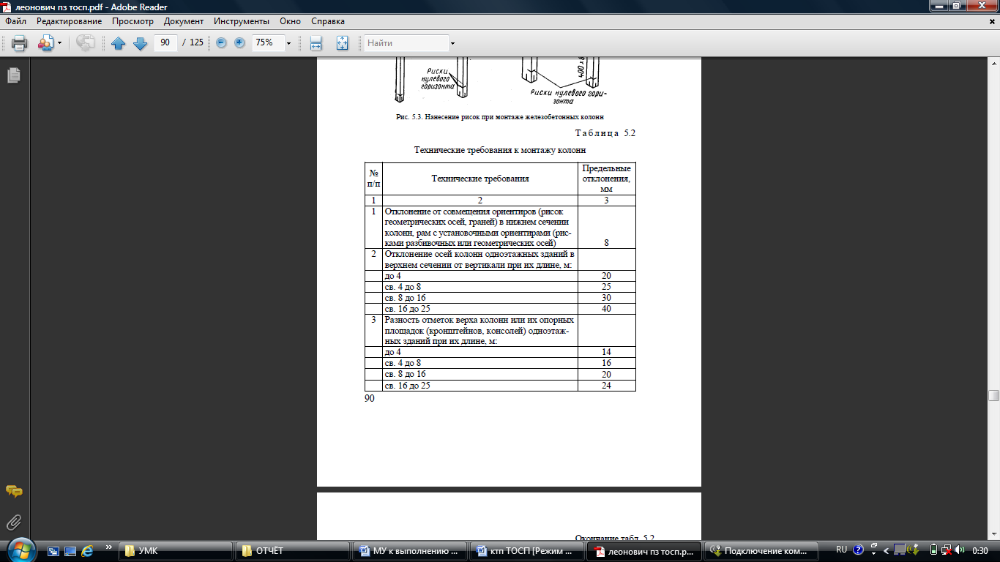 леонович пз тосп.pdf - Adobe Reader
Файл Редактирование Просмотр Документ Инструменты Окно Справка
90 / 125 75% Найти
Риски
нулевого
горизонта
Риски нулевого гори-
зонта
Рис. 5.3. Нанесение рисок при монтаже железобетонных колонн
Таблица 5.2
Технические требования к монтажу колонн
№
п/п
Технические требования
Предельные
отклонения,
мм
1 2 3
1 Отклонение от совмещения ориентиров (рисок
геометрических осей, граней) в нижнем сечении
колонн, рам с установочными ориентирами (рис-
ками разбивочных или геометрических осей) 8
2 Отклонение осей колонн одноэтажных зданий в
верхнем сечении от вертикали при их длине, м:
до 4 20
св. 4 до 8 25
св. 8 до 16 30
св. 16 до 25 40
3 Разность отметок верха колонн или их опорных
площадок (кронштейнов, консолей) одноэтаж-
ных зданий при их длине, м:
до 4 14
св. 4 до 8 16
св. 8 до 16 20
св. 16 до 25 24
90
Окончание табл. 5.2
УМК ОТЧЁТ МУ к выполнению ... ктп ТОСП [Режим ... леонович пз тосп.p... Подключение ком... RU 0:30